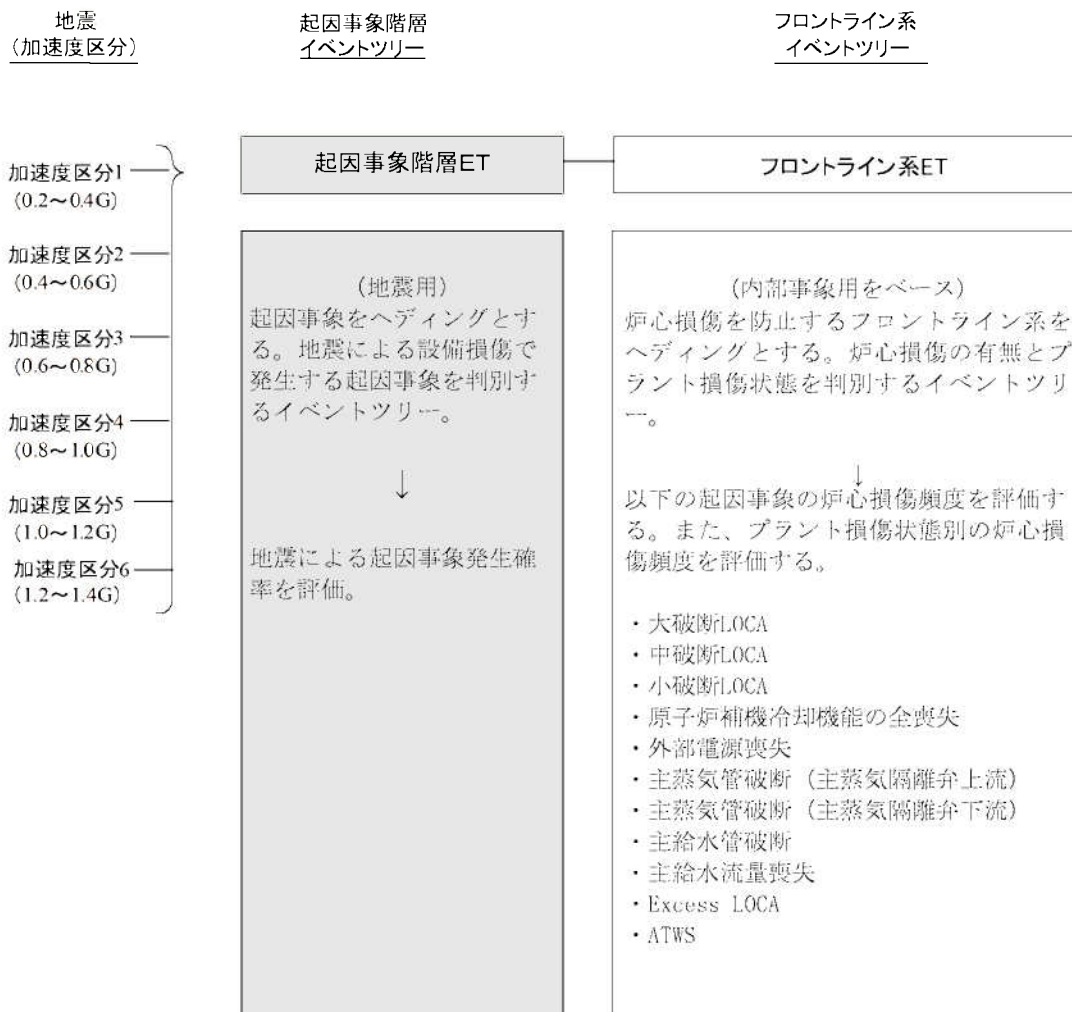 地震
(加速度区分)
起因事象階層
イベントツリー
フロントライン系
イベントツリー
加速度区分1
(0.2～0.4G)
加速度区分2
(0.4～0.6G)
加速度区分3
(0.6～0.8G)
加速度区分4
(0.8～1.0G)
加速度区分5
(1.0～1.2G)
加速度区分6
(1.2～1.4G)
起因事象階層ET
(地震用)
起因事象をヘディングとす
る。地震による設備損傷で
発生する起因事象を判別す
るイベントツリー。
↓
地震による起因事象発生確
率を評価。
フロントライン系ET
(内部事象用をベース)
炉心損傷を防止するフロントライン系を
ヘディングとする。炉心損傷の有無とプ
ラント損傷状態を判別するイベントツリ
ー。
↓
以下の起因事象の炉心損傷頻度を評価す
る。また、プラント損傷状態別の炉心損
傷頻度を評価する。
・大破断LOCA
・中破断LOCA
・小破断LOCA
・原子炉補機冷却機能の全喪失
・外部電源喪失
・主蒸気管破断（主蒸気隔離弁上流）
・主蒸気管破断（主蒸気隔離弁下流）
・主給水管破断
・主給水流量喪失
・Excess LOCA
・ATWS